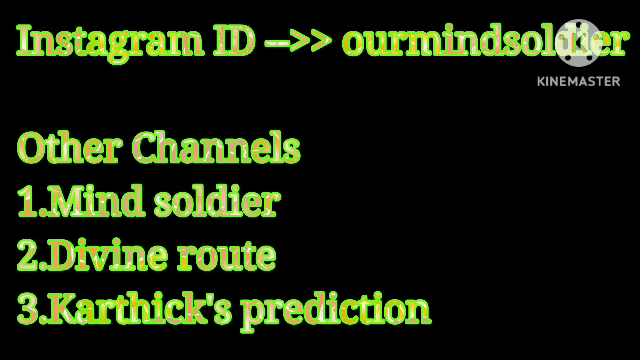 Instagram ID -->> ourmindsoldier
KINEMASTER
Other Channels
1.Mind soldier
2.Divine route
3.Karthick's prediction